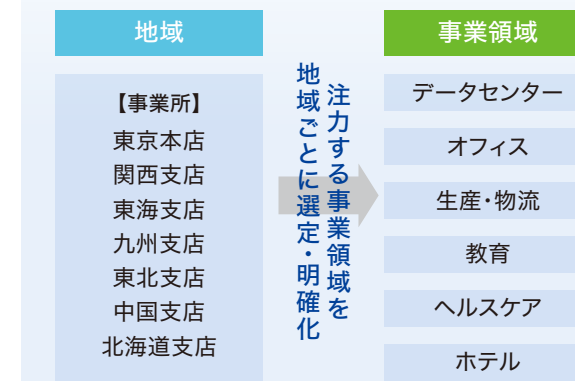 地域
【事業所】
東京本店
関西支店
東海支店
九州支店
東北支店
中国支店
北海道支店
注力する事業領域を
地域ごとに選定・明確化
事業領域
データセンター
オフィス
生産・物流
教育
ヘルスケア
ホテル